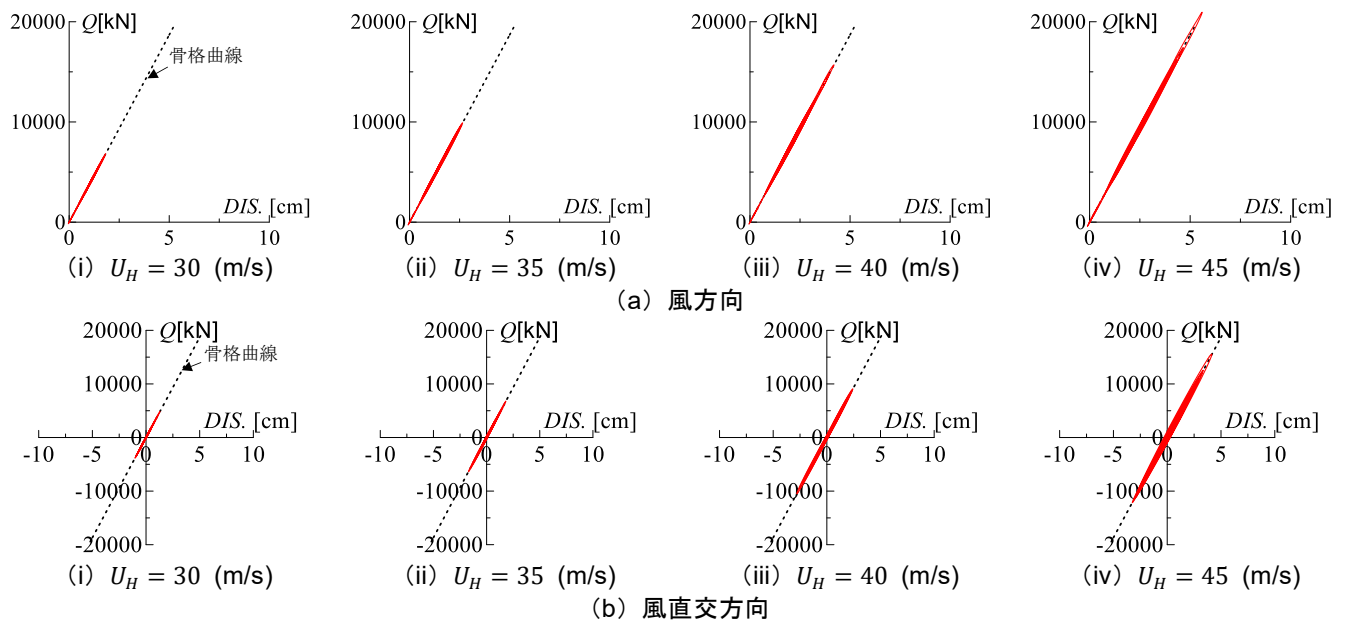 20000 Q[kN] 20000 Q[kN] 20000 Q[kN] 20000 Q[kN]
骨格曲線
10000 10000 10000 10000
DIS. [cm] DIS. [cm] DIS. [cm] DIS. [cm]
0 0 0 0
0 5 10 0 5 10 0 5 10 0 5 10
（i）U_H = 30 (m/s) （ii）U_H = 35 (m/s) （iii）U_H = 40 (m/s) （iv）U_H = 45 (m/s)
（a）風方向
20000 Q[kN] 20000 Q[kN] 20000 Q[kN] 20000 Q[kN]
骨格曲線
10000 10000 10000 10000
DIS. [cm] DIS. [cm] DIS. [cm] DIS. [cm]
-10 -5 0 5 10 -10 -5 0 5 10 -10 -5 0 5 10 -10 -5 0 5 10
-10000 -10000 -10000 -10000
-20000 -20000 -20000 -20000
（i）U_H = 30 (m/s) （ii）U_H = 35 (m/s) （iii）U_H = 40 (m/s) （iv）U_H = 45 (m/s)
（b）風直交方向